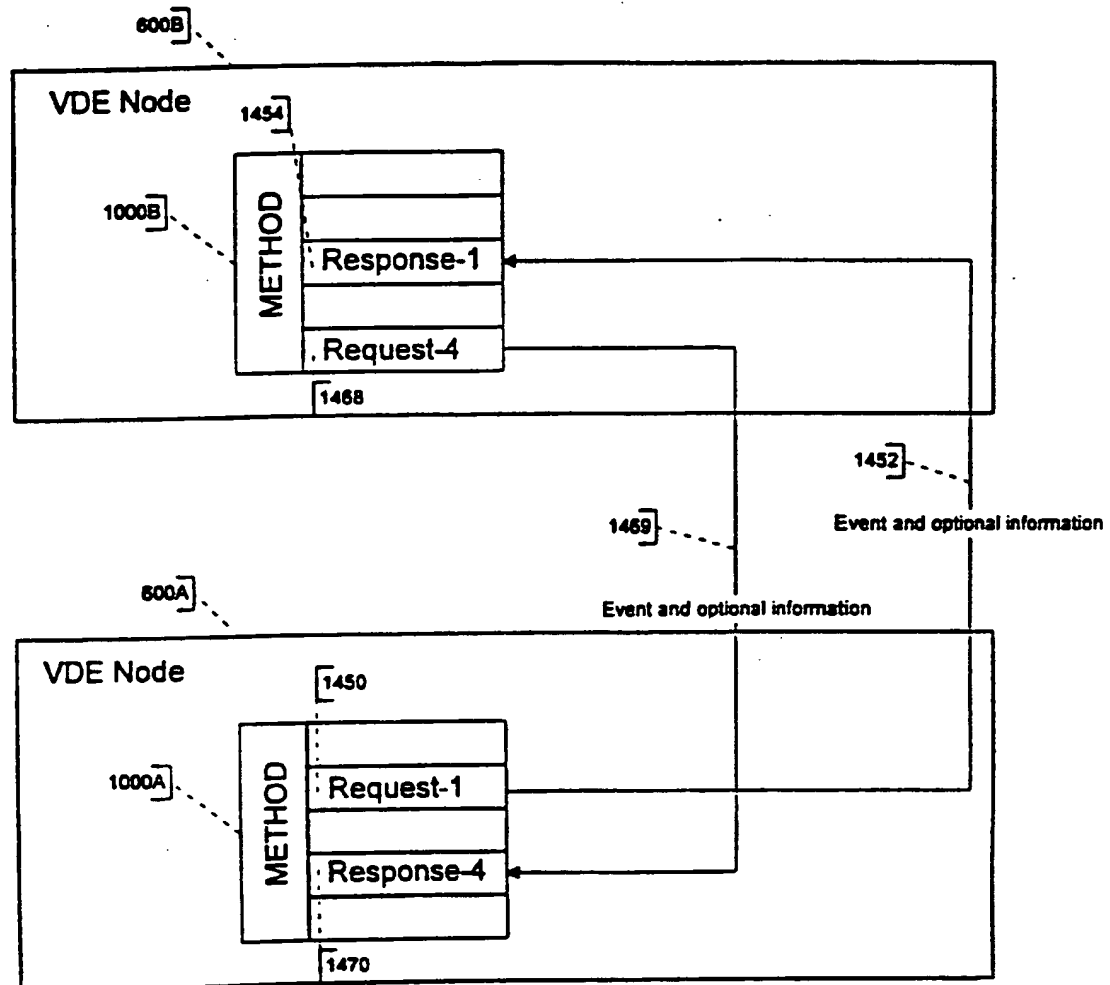 600B
VDE Node
1454
1000B
METHOD
Response-1
Request-4
1468
1452
Event and optional information
1469
600A
Event and optional information
VDE Node
1450
1000A
METHOD
Request-1
Response-4
1470